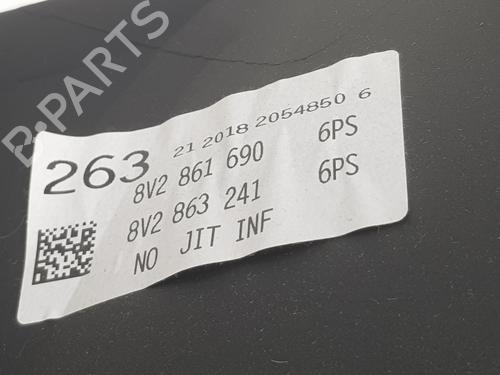 B-PARTS
263 21 2018 2054850 6
8V2 861 690 6PS
8V2 863 241 6PS
NO JIT INF